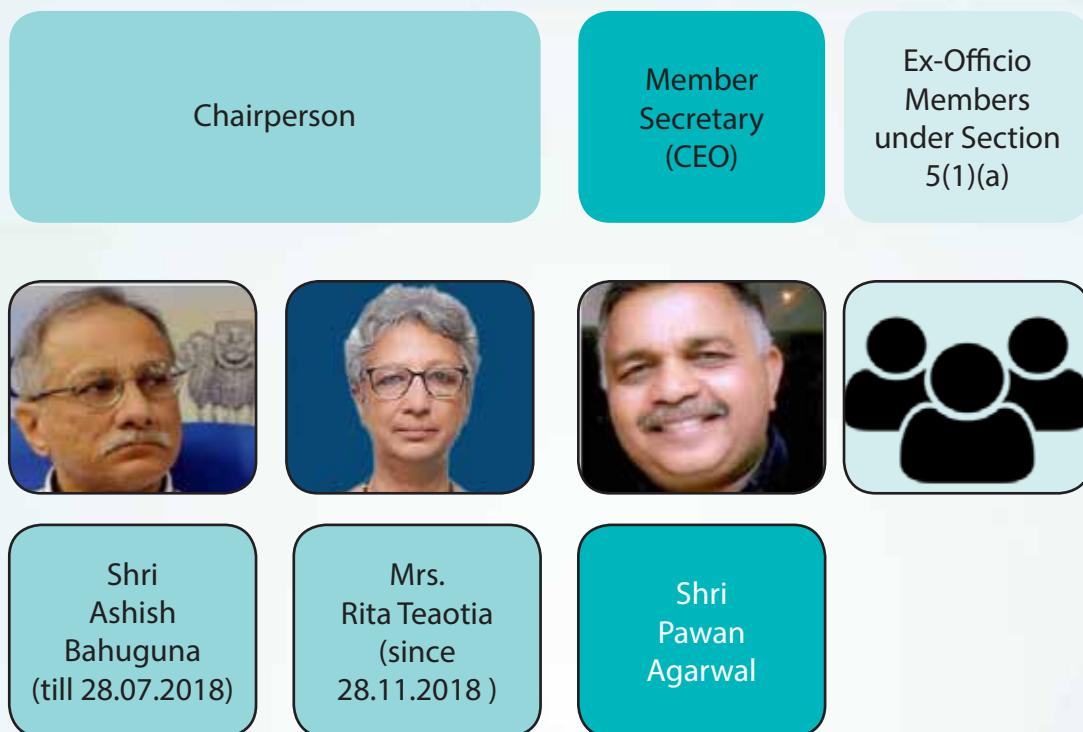 Chairperson
Member
Secretary
(CEO)
Ex-Officio
Members
under Section
5(1)(a)
Shri
Ashish
Bahuguna
(till 28.07.2018)
Mrs.
Rita Teaotia
(since
28.11.2018 )
Shri
Pawan
Agarwal